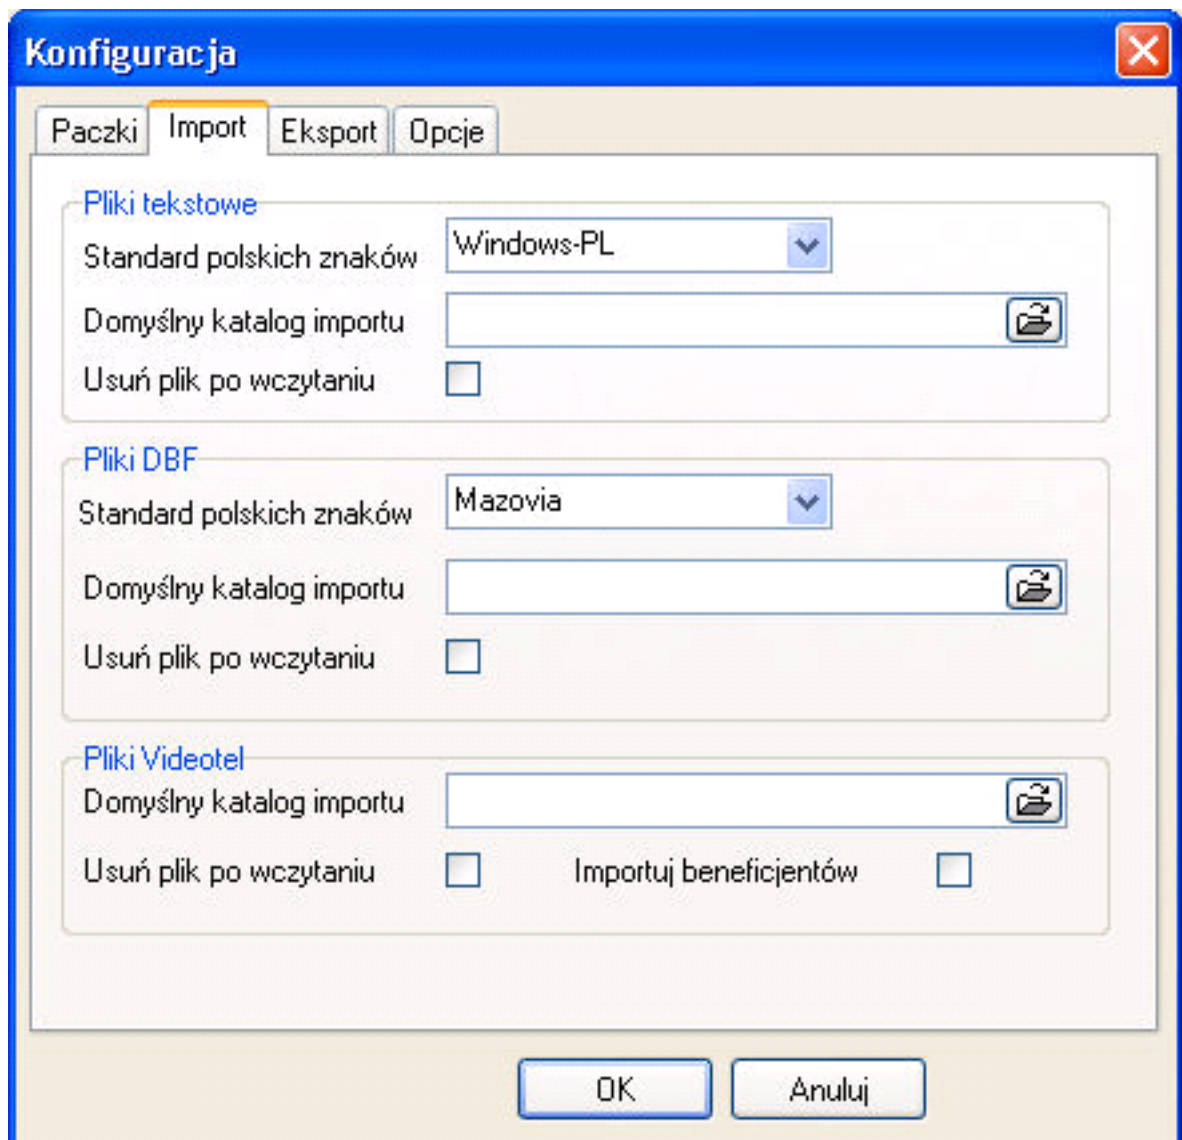 Konfiguracja
Paczki Import Eksport Opcje
Pliki tekstowe
Standard polskich znaków Windows-PL
Domyślny katalog importu
Usuń plik po wczytaniu
Pliki DBF
Standard polskich znaków Mazovia
Domyślny katalog importu
Usuń plik po wczytaniu
Pliki Videotel
Domyślny katalog importu
Usuń plik po wczytaniu Importuj beneficjentów
OK Anuluj